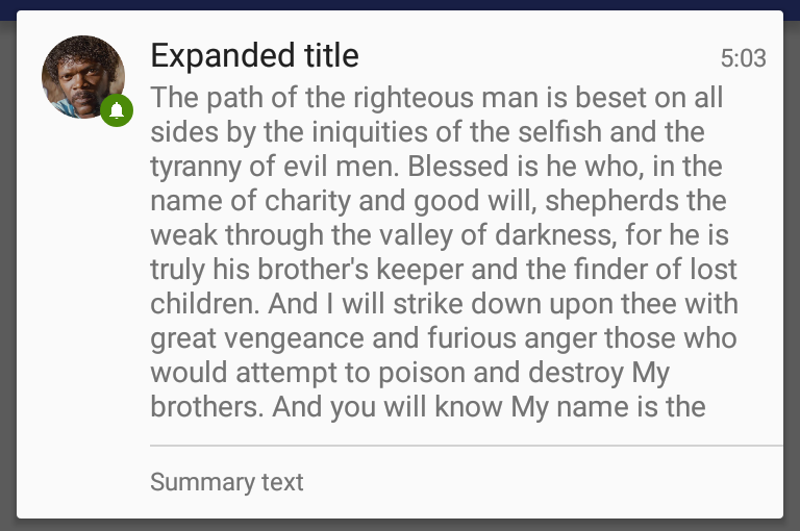 Expanded title
5:03
The path of the righteous man is beset on all
sides by the iniquities of the selfish and the
tyranny of evil men. Blessed is he who, in the
name of charity and good will, shepherds the
weak through the valley of darkness, for he is
truly his brother's keeper and the finder of lost
children. And I will strike down upon thee with
great vengeance and furious anger those who
would attempt to poison and destroy My
brothers. And you will know My name is the
Summary text